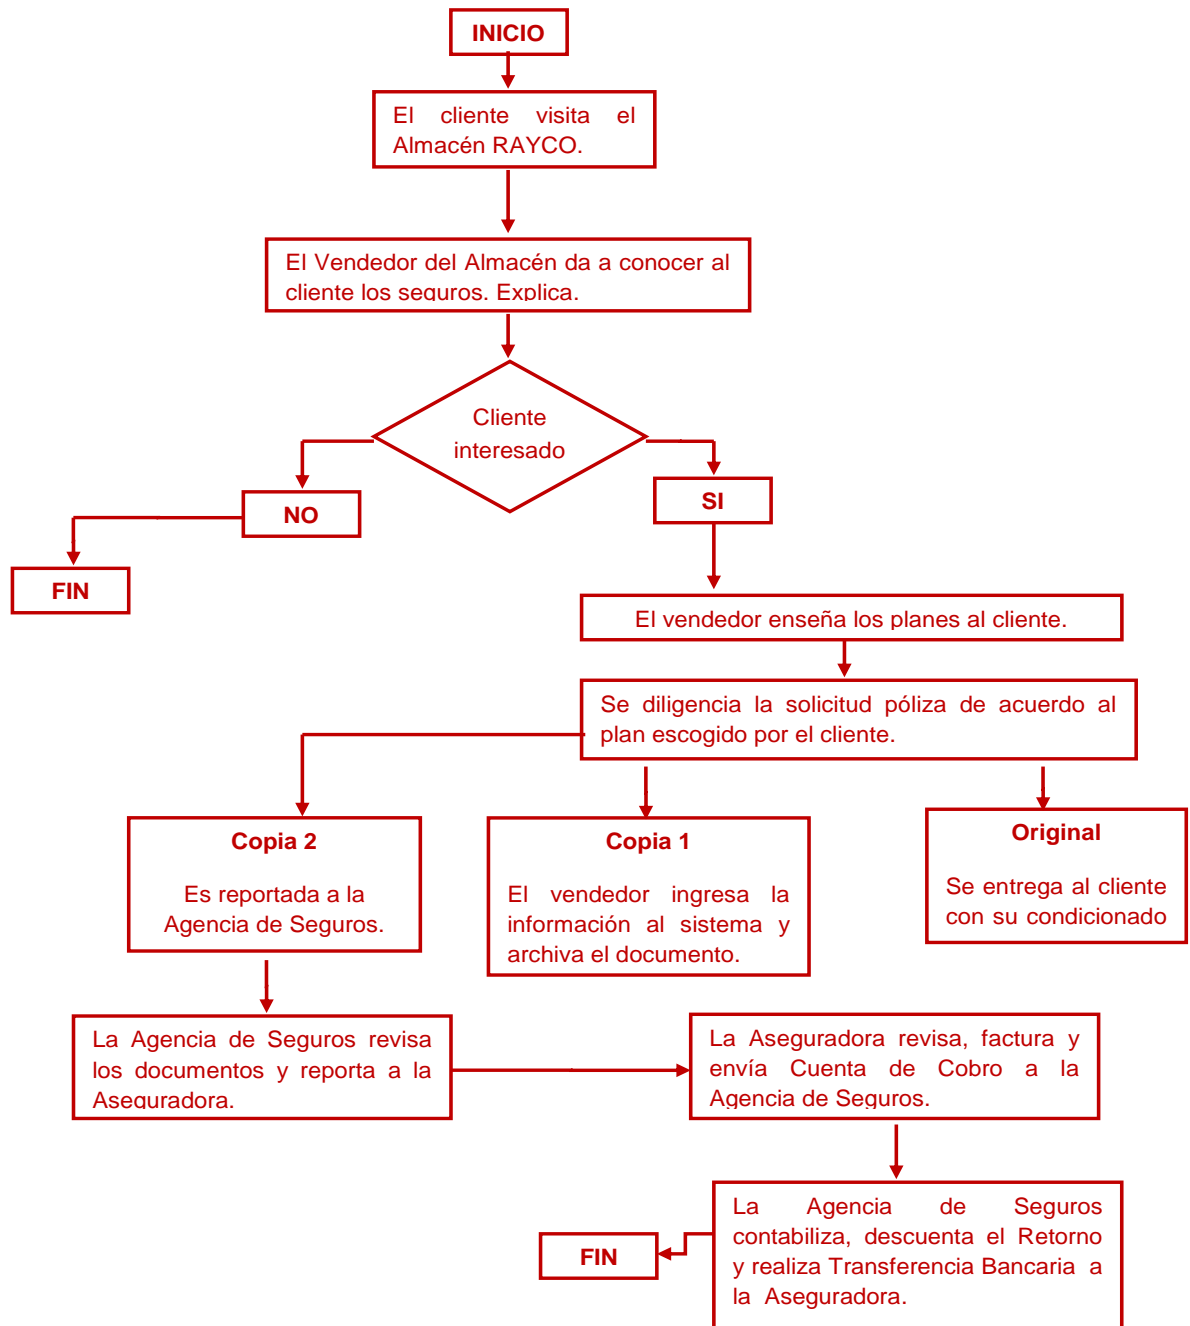 INICIO
El cliente visita el
Almacén RAYCO.
El Vendedor del Almacén da a conocer al
cliente los seguros. Explica.
Cliente
interesado
NO
SI
FIN
El vendedor enseña los planes al cliente.
Se diligencia la solicitud póliza de acuerdo al
plan escogido por el cliente.
Copia 2
Es reportada a la
Agencia de Seguros.
Copia 1
El vendedor ingresa la
información al sistema y
archiva el documento.
Original
Se entrega al cliente
con su condicionado
La Agencia de Seguros revisa
los documentos y reporta a la
Aseguradora.
La Aseguradora revisa, factura y
envía Cuenta de Cobro a la
Agencia de Seguros.
La Agencia de Seguros
contabiliza, descuenta el Retorno
y realiza Transferencia Bancaria a
la Aseguradora.
FIN